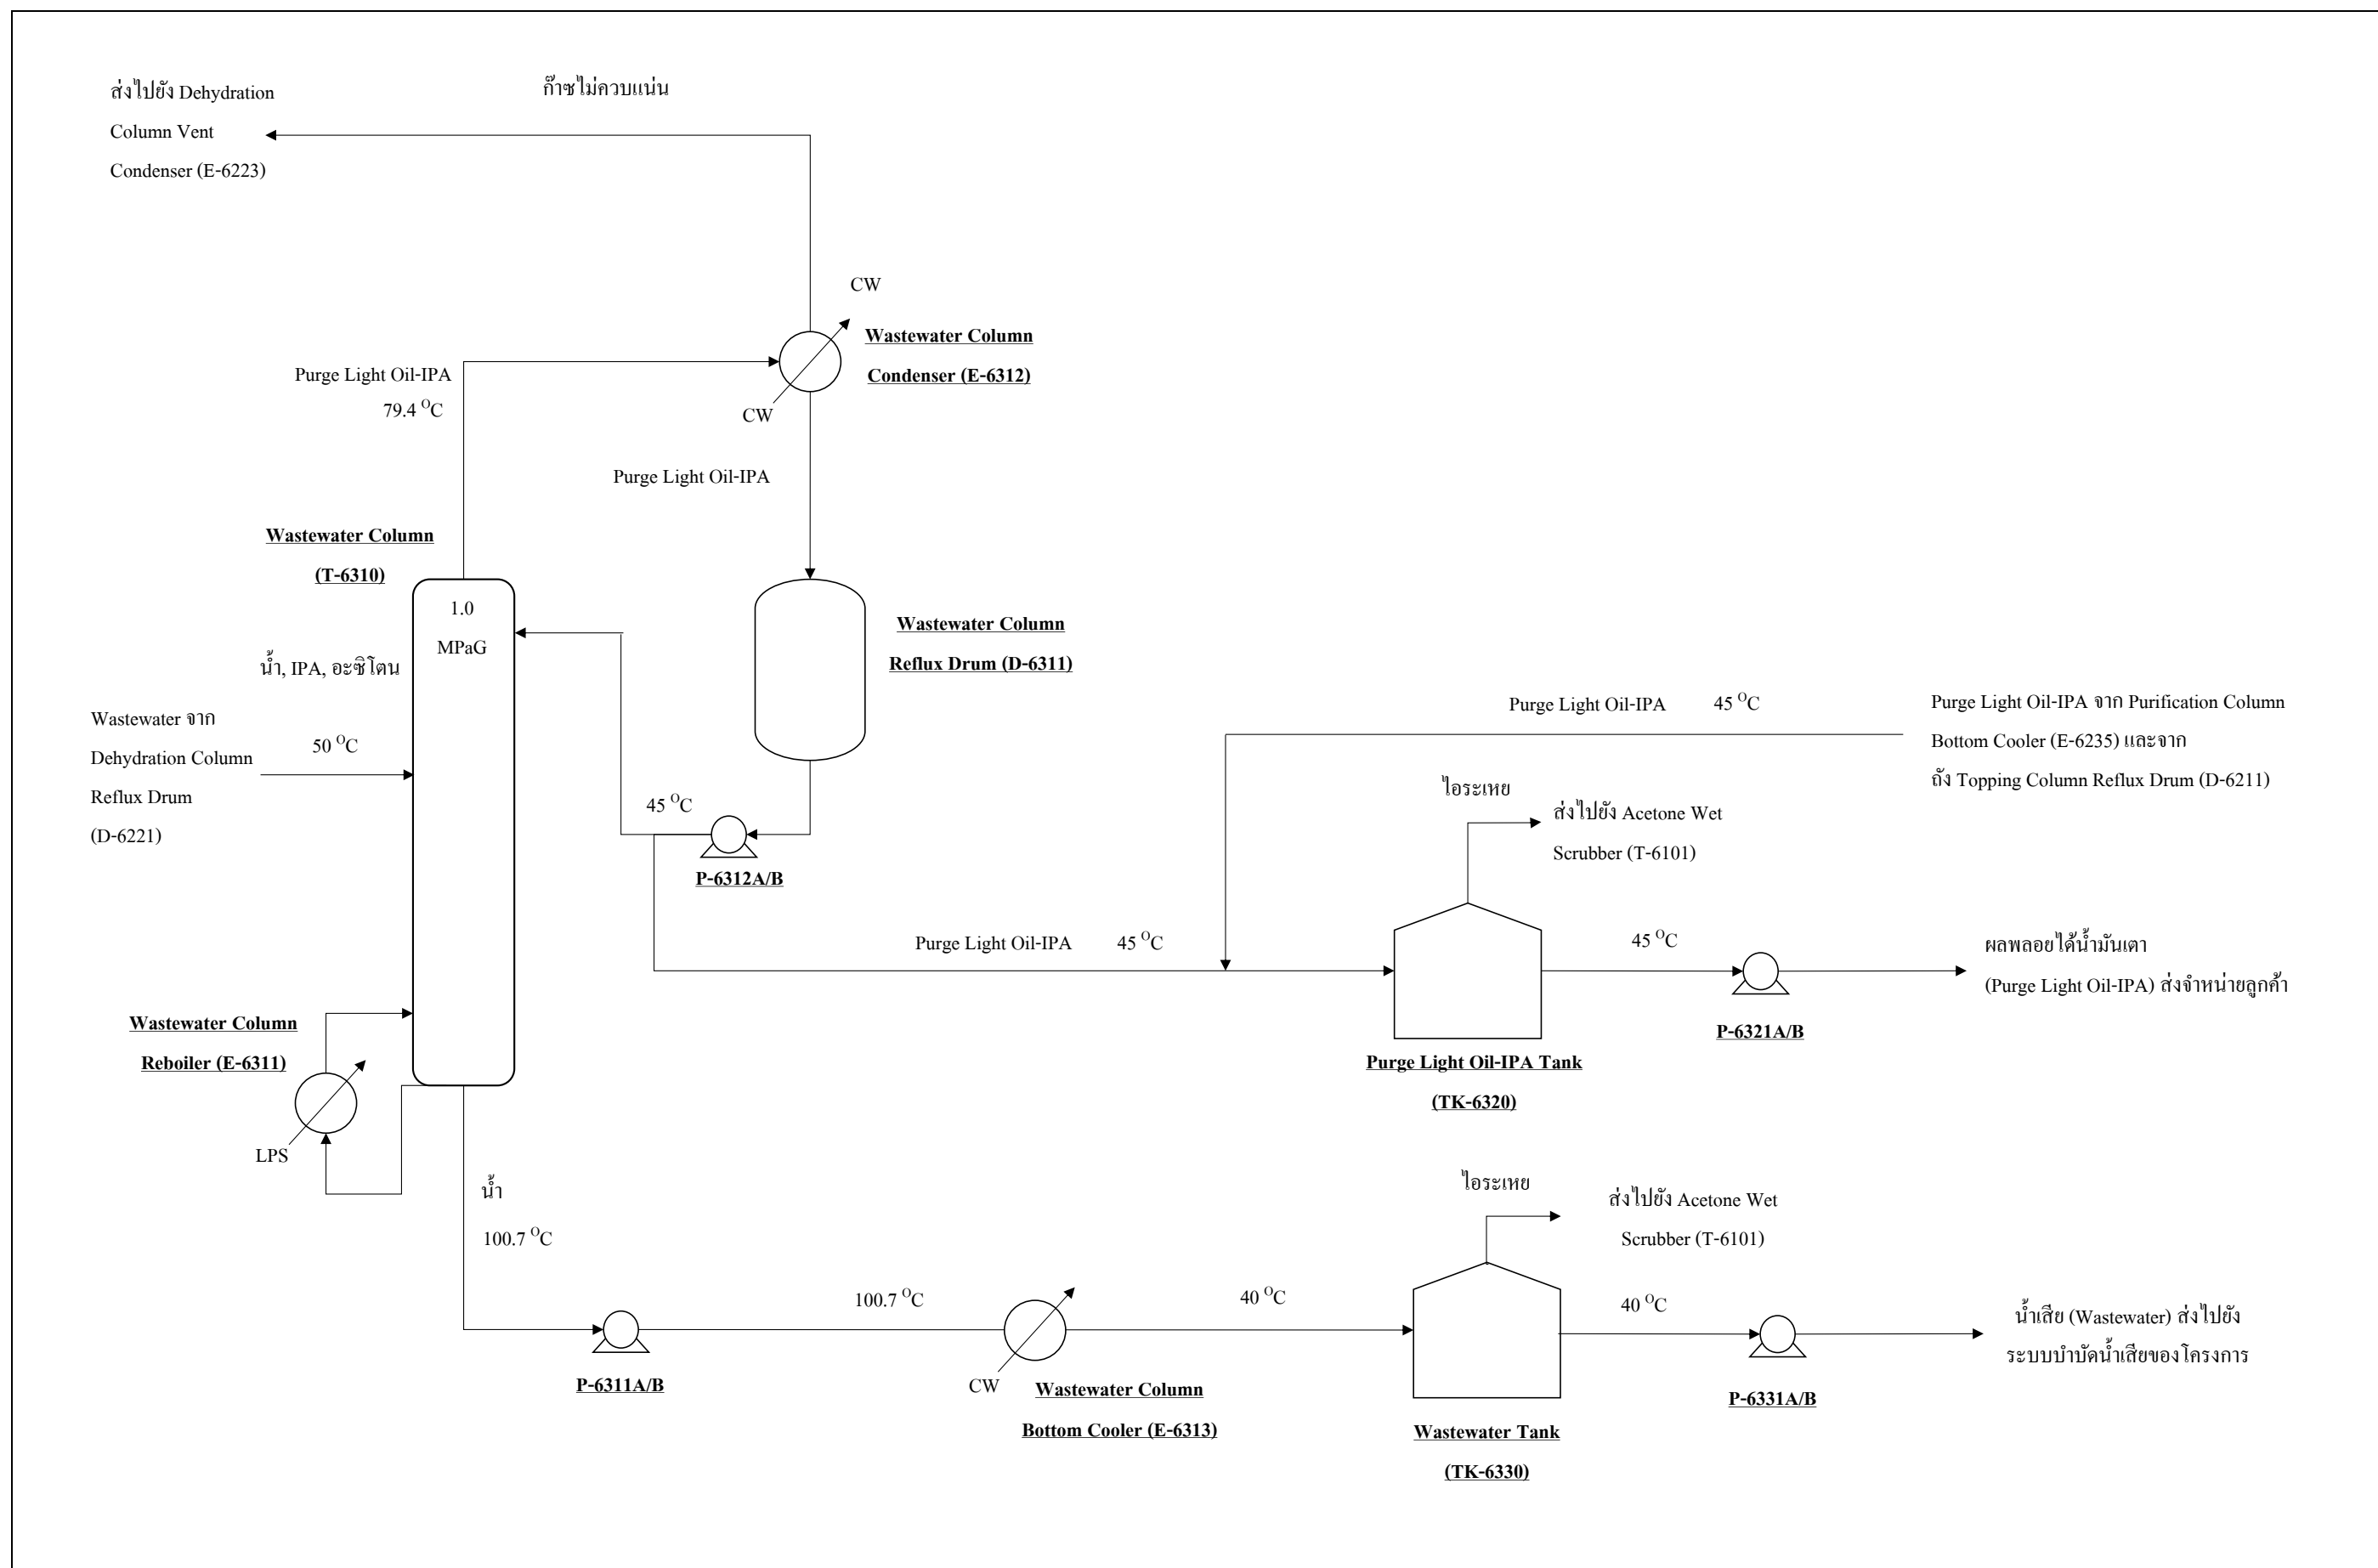 ส่งไปยัง Dehydration
Column Vent
Condenser (E-6223)
ก๊าซไม่ควบแน่น
CW
Wastewater Column
Condenser (E-6312)
CW
Purge Light Oil-IPA
79.4 ᴼC
Purge Light Oil-IPA
Wastewater Column
(T-6310)
1.0
MPaG
Wastewater Column
Reflux Drum (D-6311)
น้ำ, IPA, อะซิโตน
Wastewater จาก
Dehydration Column
Reflux Drum
(D-6221)
50 ᴼC
45 ᴼC
P-6312A/B
Purge Light Oil-IPA 45 ᴼC
Purge Light Oil-IPA จาก Purification Column
Bottom Cooler (E-6235) และจาก
ถัง Topping Column Reflux Drum (D-6211)
ไอระเหย
ส่งไปยัง Acetone Wet
Scrubber (T-6101)
Purge Light Oil-IPA 45 ᴼC
45 ᴼC
ผลพลอยได้น้ำมันเตา
(Purge Light Oil-IPA) ส่งจำหน่ายลูกค้า
P-6321A/B
Purge Light Oil-IPA Tank
(TK-6320)
Wastewater Column
Reboiler (E-6311)
LPS
น้ำ
100.7 ᴼC
P-6311A/B
100.7 ᴼC
CW
Wastewater Column
Bottom Cooler (E-6313)
40 ᴼC
ไอระเหย
ส่งไปยัง Acetone Wet
Scrubber (T-6101)
40 ᴼC
น้ำเสีย (Wastewater) ส่งไปยัง
ระบบบำบัดน้ำเสียของโครงการ
P-6331A/B
Wastewater Tank
(TK-6330)